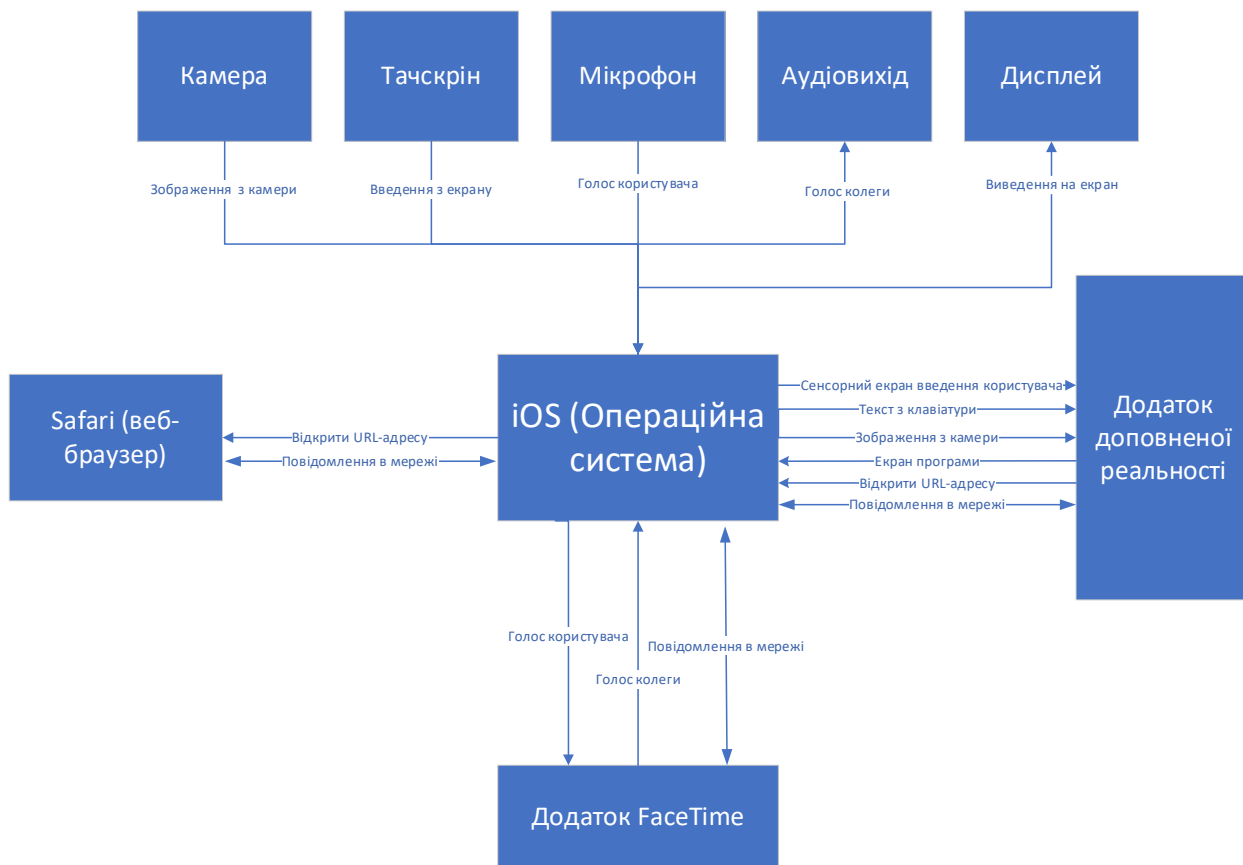 Камера
Тачскрін
Мікрофон
Аудіовихід
Дисплей
Зображення з камери
Введення з екрану
Голос користувача
Голос колеги
Виведення на екран
Safari (веб-
браузер)
Відкрити URL-адресу
Повідомлення в мережі
iOS (Операційна
система)
Сенсорний екран введення користувача
Текст з клавіатури
Зображення з камери
Екран програми
Відкрити URL-адресу
Повідомлення в мережі
Додаток
доповненої
реальності
Голос користувача
Голос колеги
Повідомлення в мережі
Додаток FaceTime